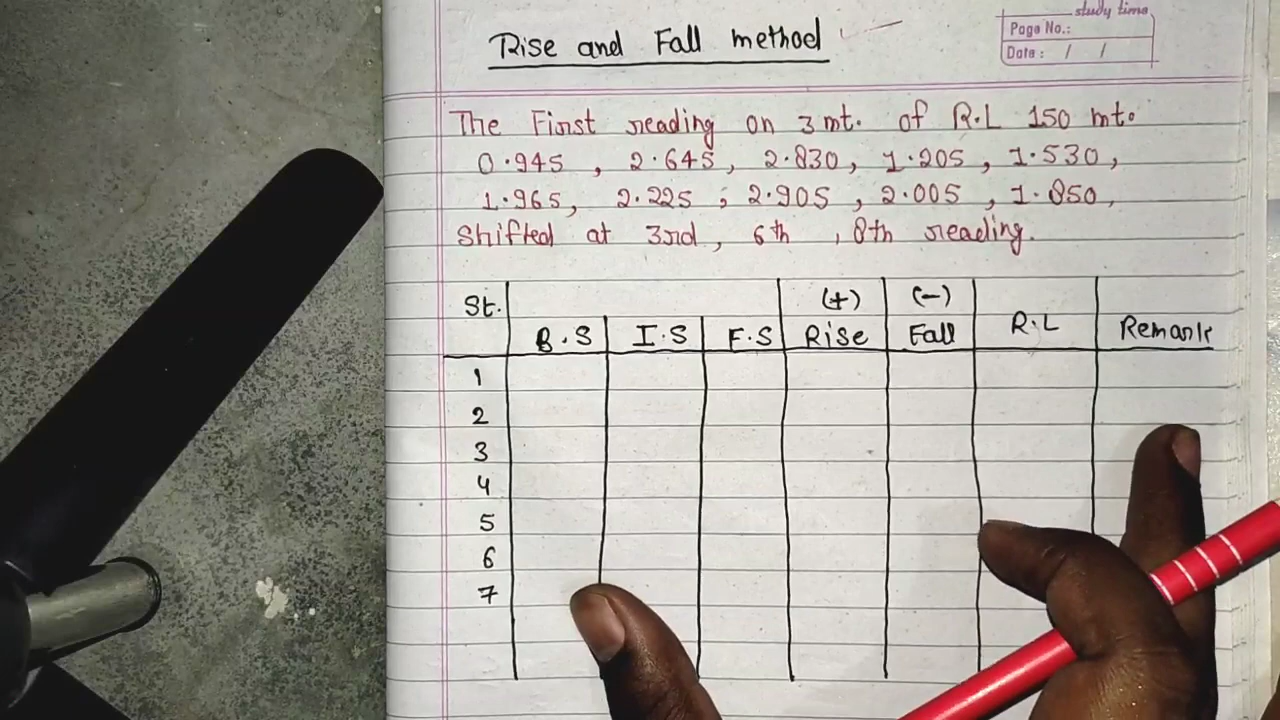 study time
Page No.:
Date : / /
Rise and Fall method
The First reading on 3 mt. of R.L 150 mt.
0.945 , 2.645 , 2.830 , 1.205 , 1.530 ,
1.965 , 2.225 , 2.905 , 2.005 , 1.850 ,
Shifted at 3rd , 6th , 8th reading.
St. (+) (-)
B.S I.S F.S Rise Fall R.L Remark
1
2
3
4
5
6
7